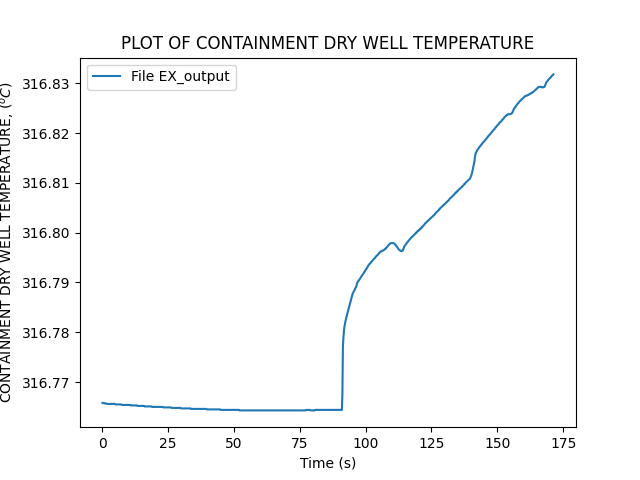 PLOT OF CONTAINMENT DRY WELL TEMPERATURE
File EX_output
CONTAINMENT DRY WELL TEMPERATURE, (°C)
316.83
316.82
316.81
316.80
316.79
316.78
316.77
0 25 50 75 100 125 150 175
Time (s)